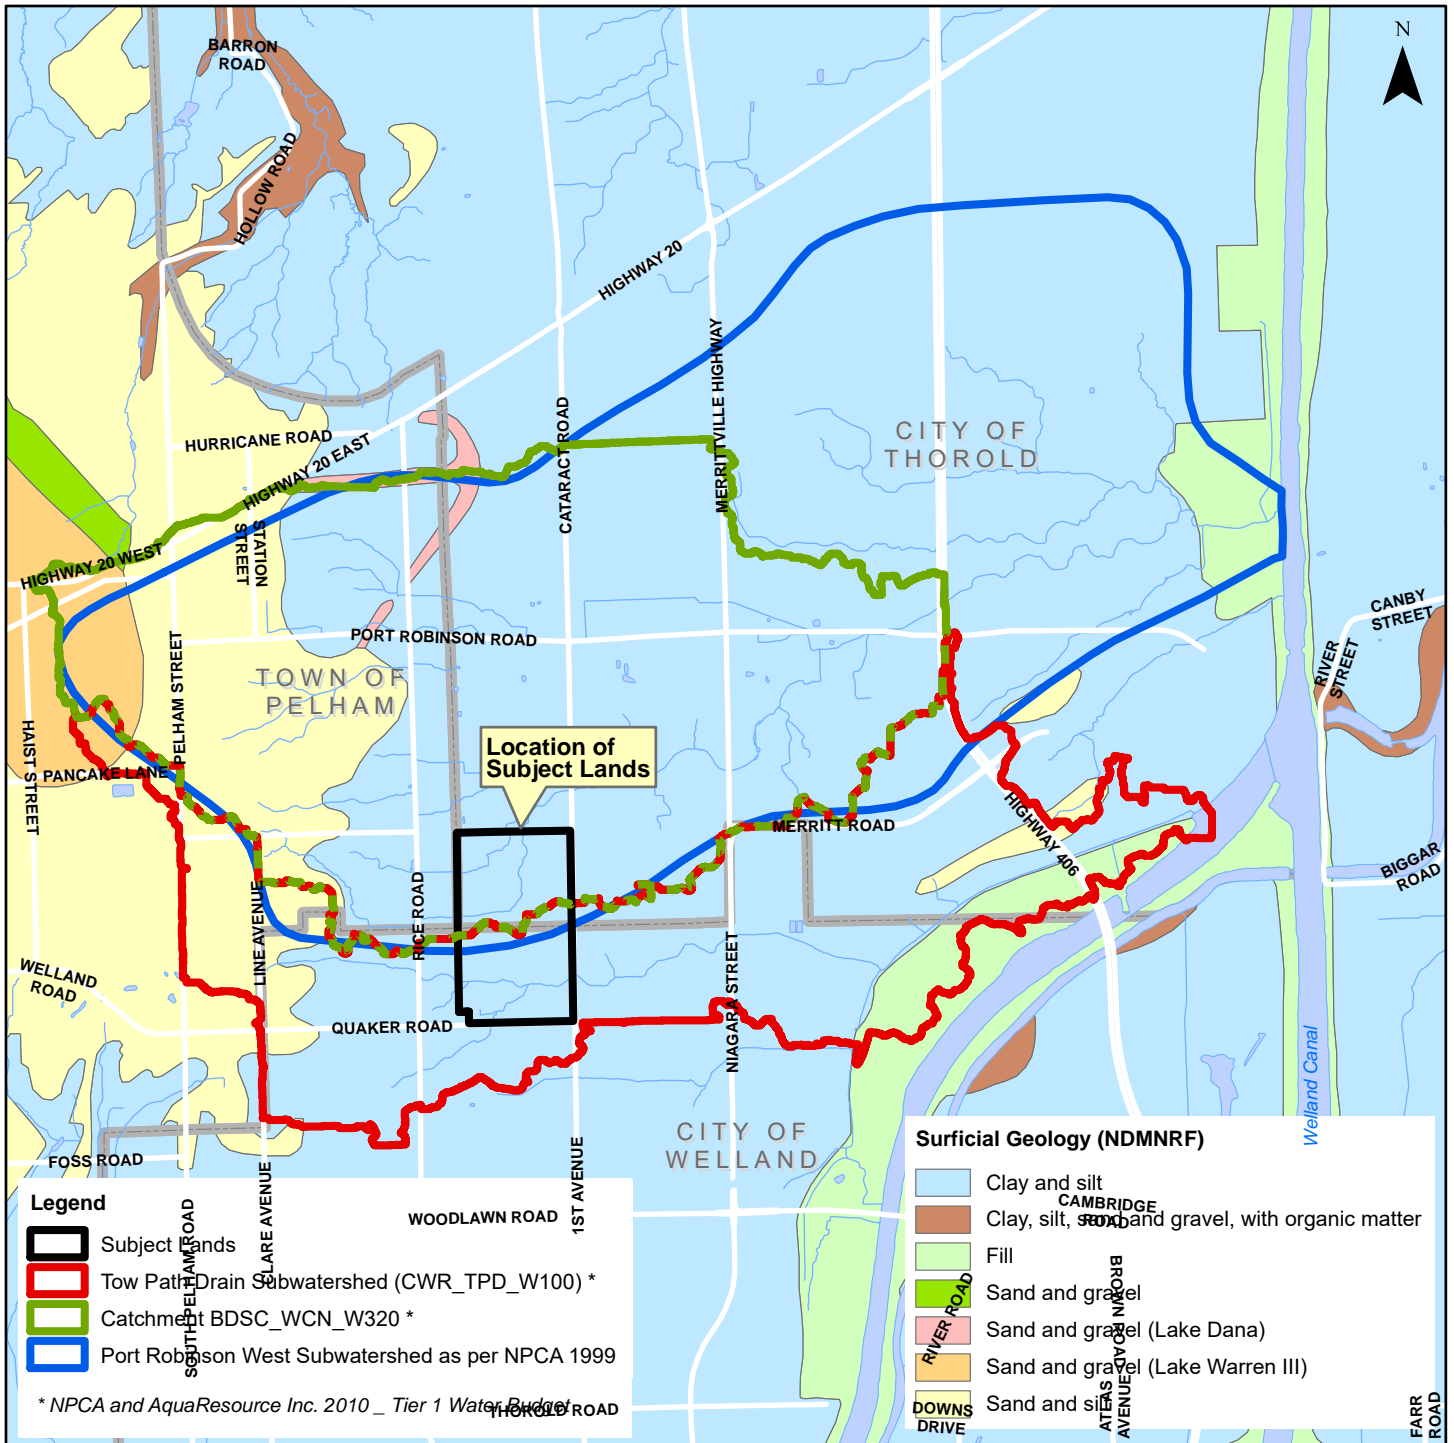 N
BARRON
ROAD
HOLLOW ROAD
HIGHWAY 20
MERRITTVILLE HIGHWAY
CATARACT ROAD
HURRICANE ROAD
HIGHWAY 20 EAST
STATION
STREET
HIGHWAY 20 WEST
CITY OF
THOROLD
CANBY
STREET
RIVER
STREET
PORT ROBINSON ROAD
PELHAM STREET
TOWN OF
PELHAM
HAIST STREET
PANCAKE LANE
Location of
Subject Lands
MERRITT ROAD
HIGHWAY 406
BIGGAR
ROAD
LINE AVENUE
RICE ROAD
WELLAND
ROAD
QUAKER ROAD
NIAGARA STREET
Welland Canal
CITY OF
WELLAND
FOSS ROAD
CLARE AVENUE
SOUTH PELHAM ROAD
1ST AVENUE
WOODLAWN ROAD
THOROLD ROAD
Legend
Subject Lands
Tow Path Drain Subwatershed (CWR_TPD_W100) *
Catchment BDSC_WCN_W320 *
Port Robinson West Subwatershed as per NPCA 1999
* NPCA and AquaResource Inc. 2010 _ Tier 1 Water Budget
Surficial Geology (NDMNRF)
Clay and silt
Clay, silt, sand and gravel, with organic matter
Fill
Sand and gravel
Sand and gravel (Lake Dana)
Sand and gravel (Lake Warren III)
Sand and silt
CAMBRIDGE
ROAD
BROWN ROAD
RIVER ROAD
ATLAS
AVENUE
DOWNS
DRIVE
FARR
ROAD